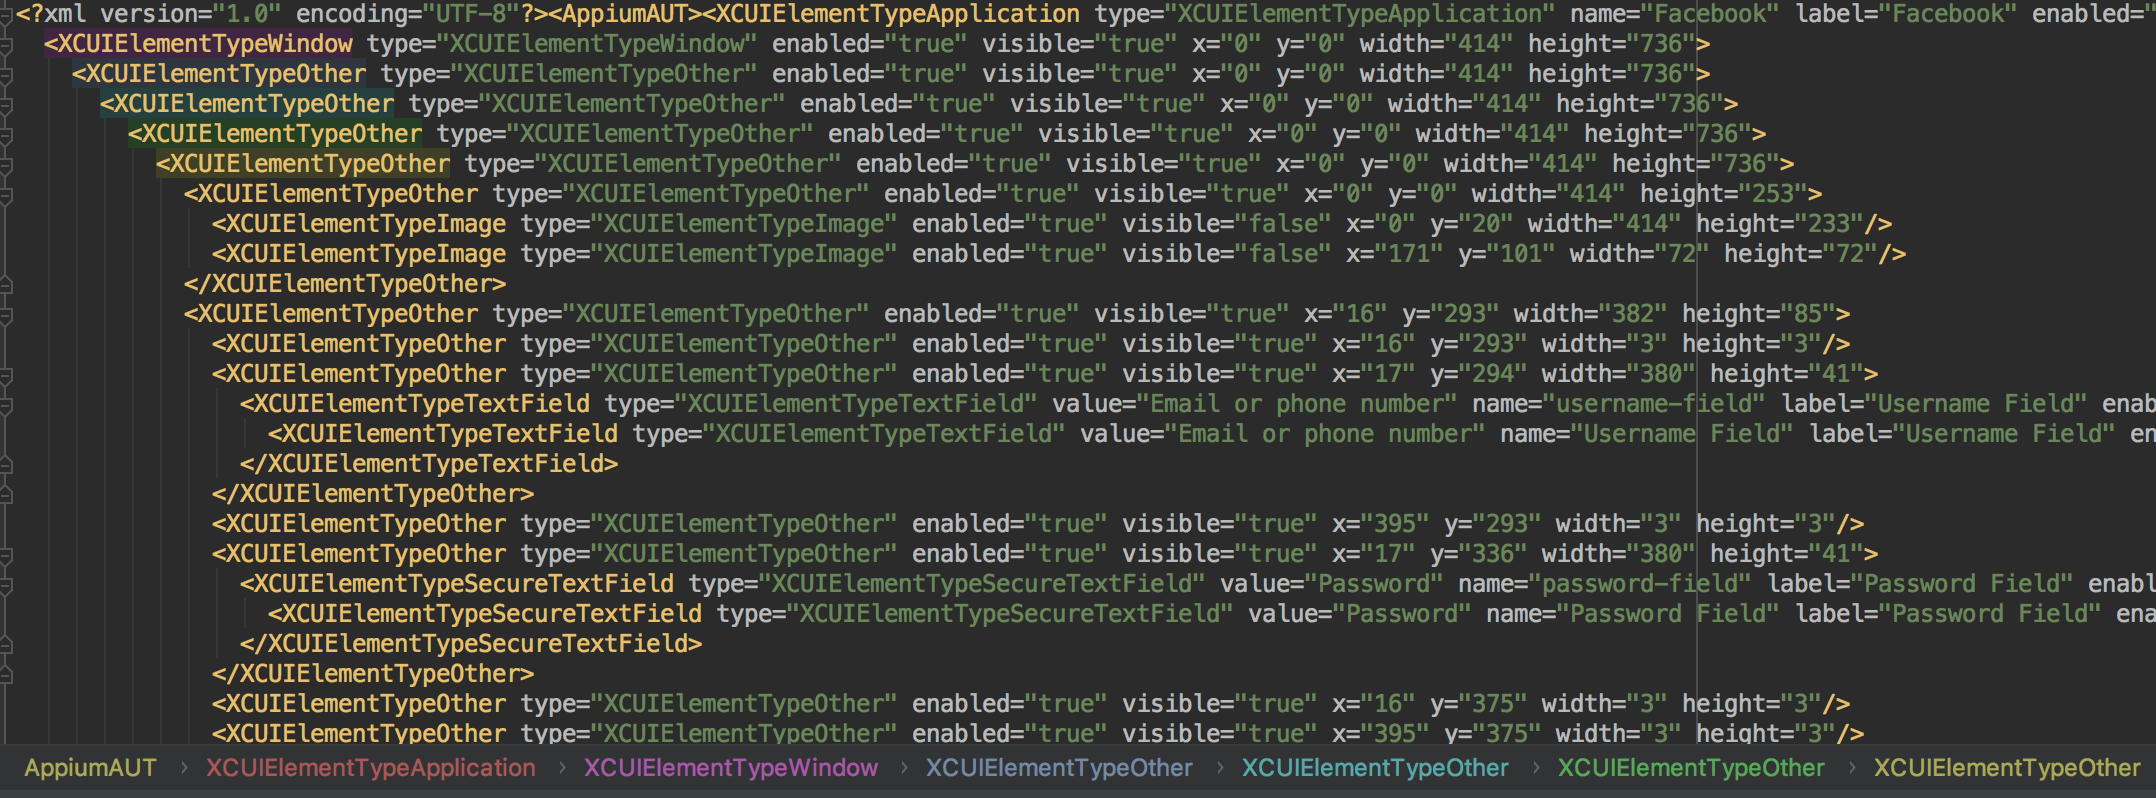 <?xml version="1.0" encoding="UTF-8"?><AppiumAUT><XCUIElementTypeApplication type="XCUIElementTypeApplication" name="Facebook" label="Facebook" enabled="
<XCUIElementTypeWindow type="XCUIElementTypeWindow" enabled="true" visible="true" x="0" y="0" width="414" height="736">
<XCUIElementTypeOther type="XCUIElementTypeOther" enabled="true" visible="true" x="0" y="0" width="414" height="736">
<XCUIElementTypeOther type="XCUIElementTypeOther" enabled="true" visible="true" x="0" y="0" width="414" height="736">
<XCUIElementTypeOther type="XCUIElementTypeOther" enabled="true" visible="true" x="0" y="0" width="414" height="736">
<XCUIElementTypeOther type="XCUIElementTypeOther" enabled="true" visible="true" x="0" y="0" width="414" height="736">
<XCUIElementTypeOther type="XCUIElementTypeOther" enabled="true" visible="true" x="0" y="0" width="414" height="253">
<XCUIElementTypeImage type="XCUIElementTypeImage" enabled="true" visible="false" x="0" y="20" width="414" height="233"/>
<XCUIElementTypeImage type="XCUIElementTypeImage" enabled="true" visible="false" x="171" y="101" width="72" height="72"/>
</XCUIElementTypeOther>
<XCUIElementTypeOther type="XCUIElementTypeOther" enabled="true" visible="true" x="16" y="293" width="382" height="85">
<XCUIElementTypeOther type="XCUIElementTypeOther" enabled="true" visible="true" x="16" y="293" width="3" height="3"/>
<XCUIElementTypeOther type="XCUIElementTypeOther" enabled="true" visible="true" x="17" y="294" width="380" height="41">
<XCUIElementTypeTextField type="XCUIElementTypeTextField" value="Email or phone number" name="username-field" label="Username Field" enab
<XCUIElementTypeTextField type="XCUIElementTypeTextField" value="Email or phone number" name="Username Field" label="Username Field" en
</XCUIElementTypeTextField>
</XCUIElementTypeOther>
<XCUIElementTypeOther type="XCUIElementTypeOther" enabled="true" visible="true" x="395" y="293" width="3" height="3"/>
<XCUIElementTypeOther type="XCUIElementTypeOther" enabled="true" visible="true" x="17" y="336" width="380" height="41">
<XCUIElementTypeSecureTextField type="XCUIElementTypeSecureTextField" value="Password" name="password-field" label="Password Field" enabl
<XCUIElementTypeSecureTextField type="XCUIElementTypeSecureTextField" value="Password" name="Password Field" label="Password Field" ena
</XCUIElementTypeSecureTextField>
</XCUIElementTypeOther>
<XCUIElementTypeOther type="XCUIElementTypeOther" enabled="true" visible="true" x="16" y="375" width="3" height="3"/>
<XCUIElementTypeOther type="XCUIElementTypeOther" enabled="true" visible="true" x="395" y="375" width="3" height="3"/>
AppiumAUT › XCUIElementTypeApplication › XCUIElementTypeWindow › XCUIElementTypeOther › XCUIElementTypeOther › XCUIElementTypeOther › XCUIElementTypeOther